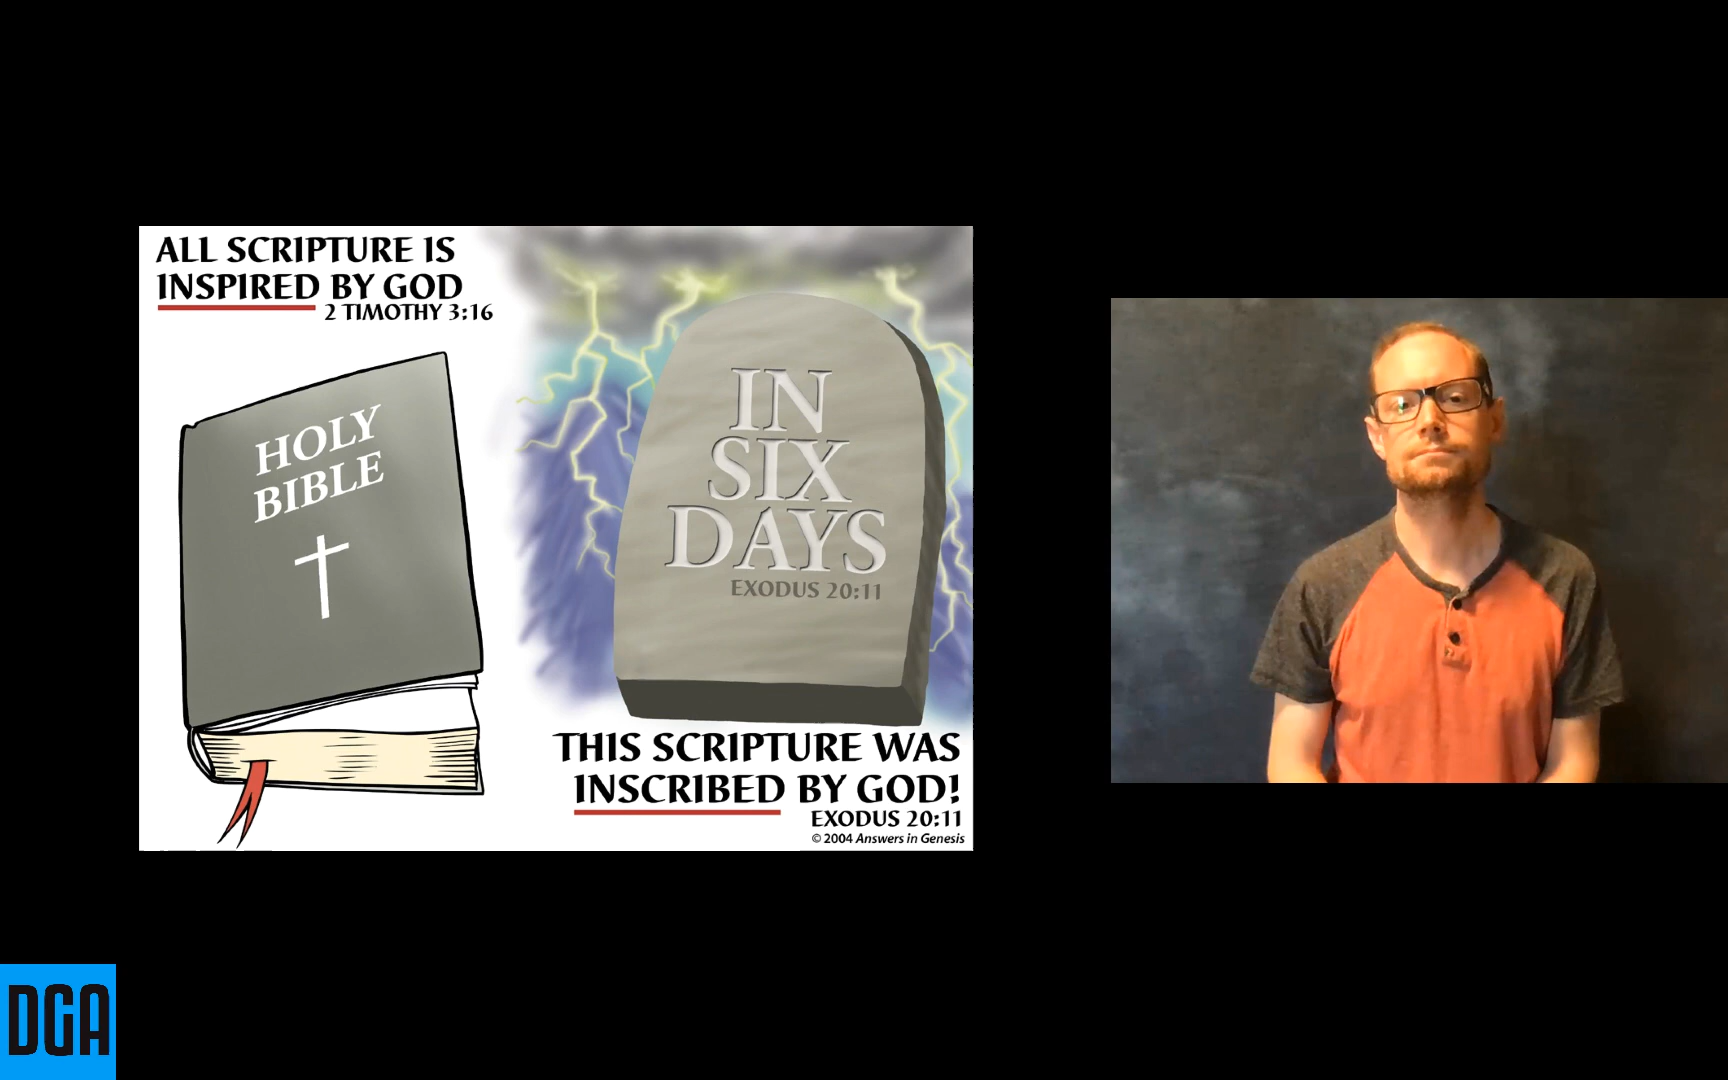 ALL SCRIPTURE IS
INSPIRED BY GOD
2 TIMOTHY 3:16
HOLY
BIBLE
IN
SIX
DAYS
EXODUS 20:11
THIS SCRIPTURE WAS
INSCRIBED BY GOD!
EXODUS 20:11
© 2004 Answers in Genesis
DGA